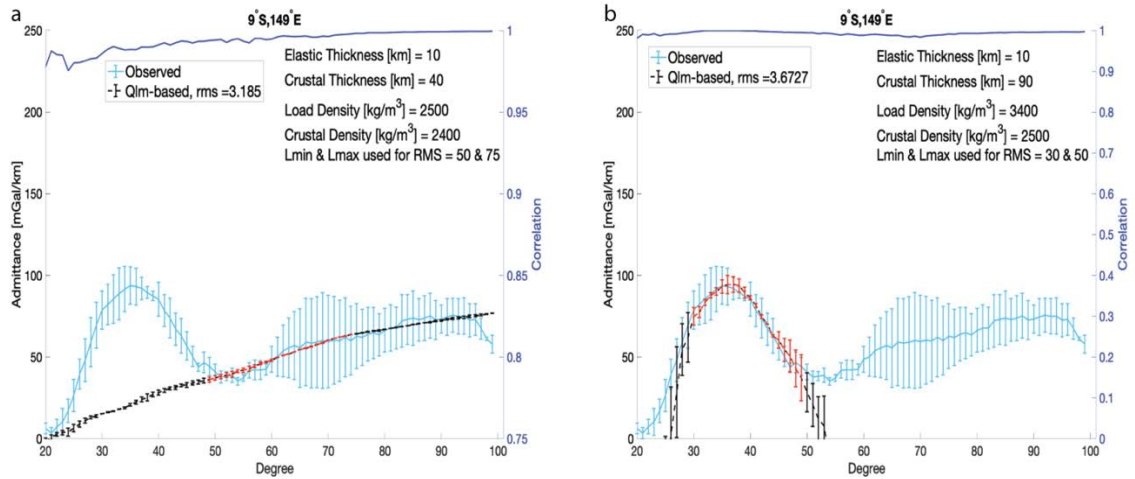 a
9°S,149°E
250
200
150
100
50
0
Admittance [mGal/km]
20
30
40
50
60
70
80
90
100
Degree
1
0.95
0.9
0.85
0.8
0.75
Correlation
Observed
Qlm-based, rms =3.185
Elastic Thickness [km] = 10
Crustal Thickness [km] = 40
Load Density [kg/m³] = 2500
Crustal Density [kg/m³] = 2400
Lmin & Lmax used for RMS = 50 & 75
b
9°S,149°E
250
200
150
100
50
0
Admittance [mGal/km]
20
30
40
50
60
70
80
90
100
Degree
1
0.9
0.8
0.7
0.6
0.5
0.4
0.3
0.2
0.1
0
Correlation
Observed
Qlm-based, rms =3.6727
Elastic Thickness [km] = 10
Crustal Thickness [km] = 90
Load Density [kg/m³] = 3400
Crustal Density [kg/m³] = 2500
Lmin & Lmax used for RMS = 30 & 50